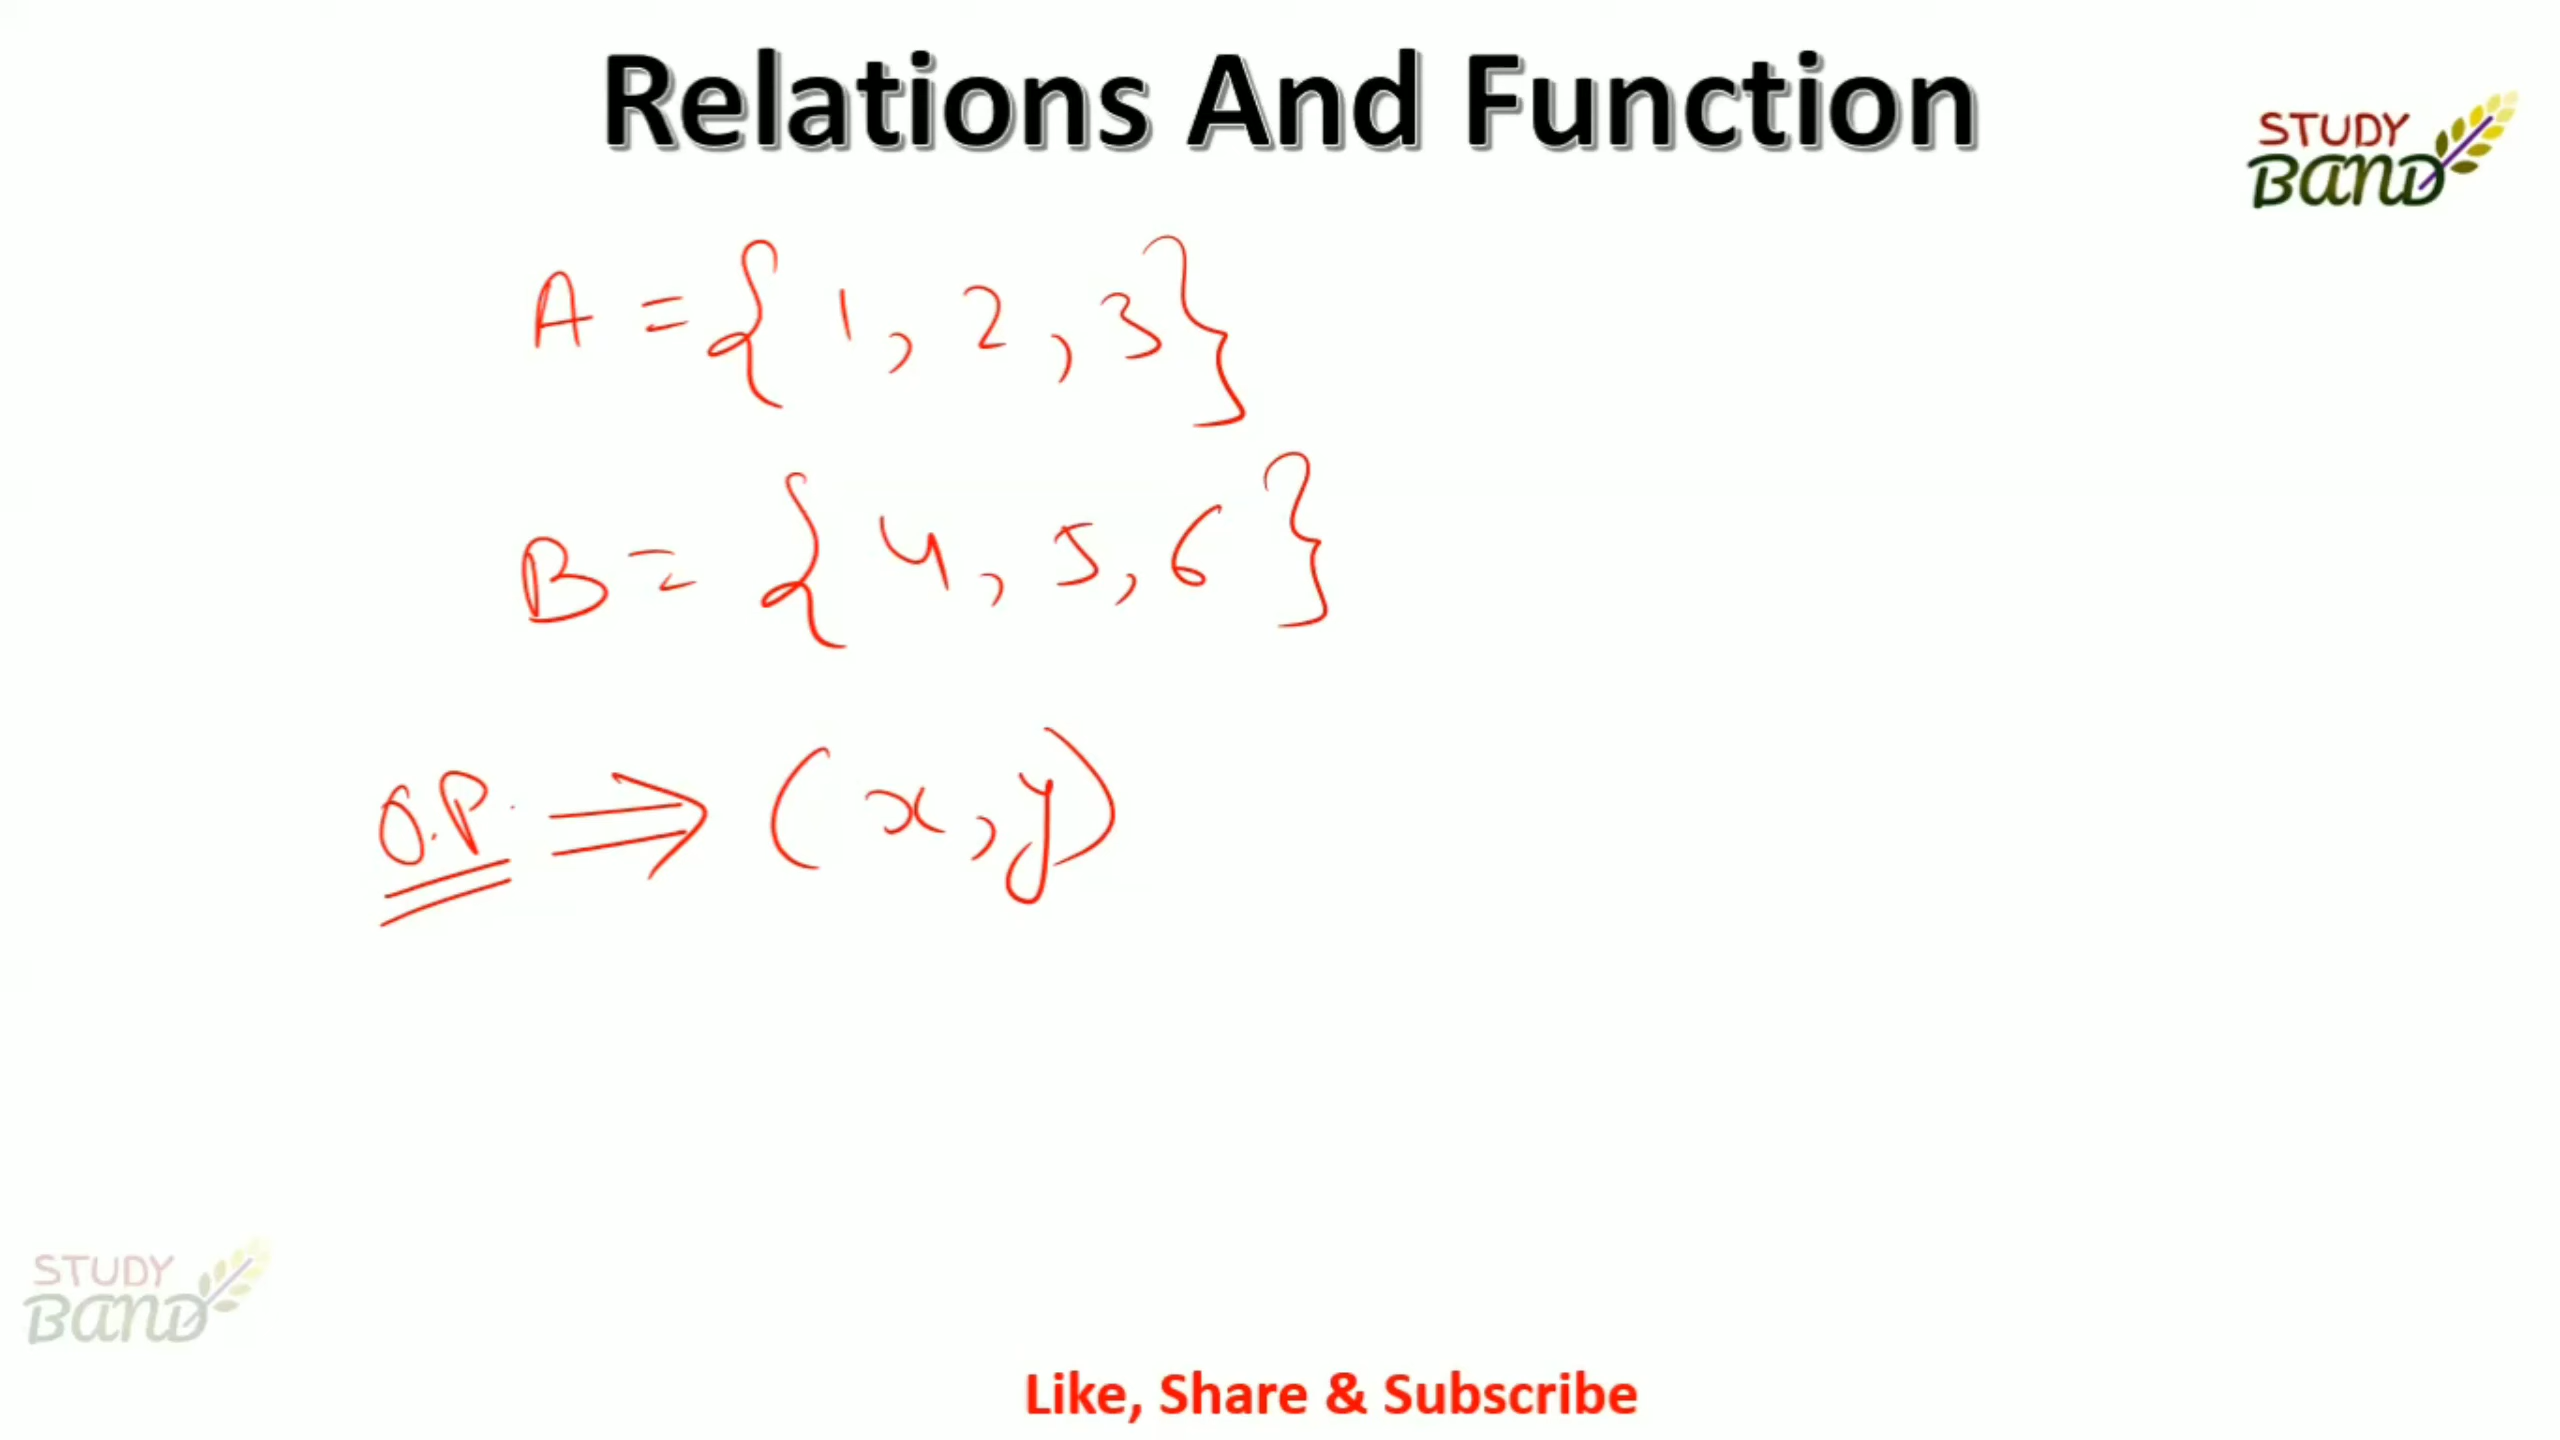 Relations And Function
STUDY
BAND
A = { 1 , 2 , 3 }
B = { 4 , 5 , 6 }
O.P. ⇒ ( x , y )
STUDY
BAND
Like, Share & Subscribe